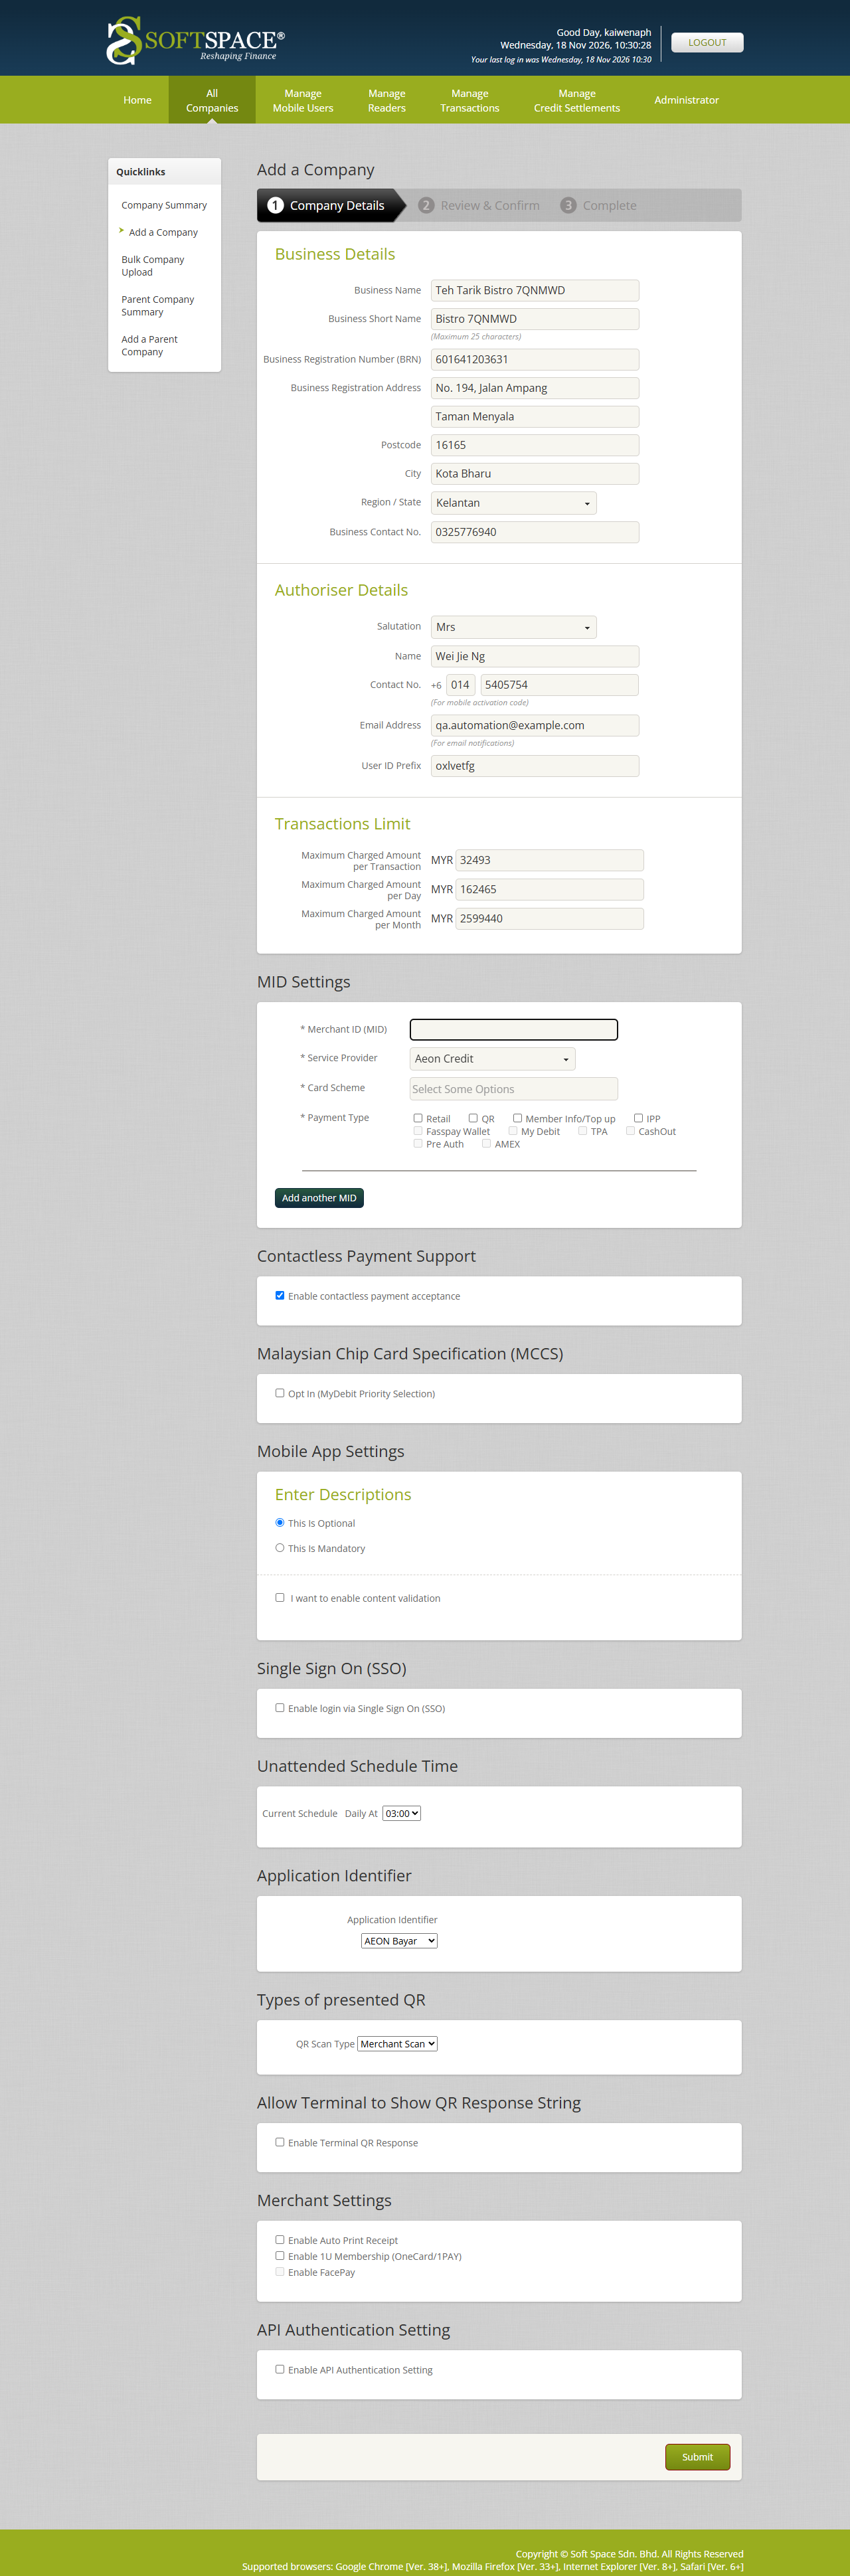 SOFTSPACE®
Reshaping Finance
Good Day, kaiwenaph
Wednesday, 18 Nov 2026, 10:30:28
Your last log in was Wednesday, 18 Nov 2026 10:30
LOGOUT
Home
All Companies
Manage Mobile Users
Manage Readers
Manage Transactions
Manage Credit Settlements
Administrator
Quicklinks
Company Summary
Add a Company
Bulk Company
Upload
Parent Company
Summary
Add a Parent
Company
Add a Company
1 Company Details
2 Review & Confirm
3 Complete
Business Details
Business Name Teh Tarik Bistro 7QNMWD
Business Short Name Bistro 7QNMWD
(Maximum 25 characters)
Business Registration Number (BRN) 601641203631
Business Registration Address No. 194, Jalan Ampang
Taman Menyala
Postcode 16165
City Kota Bharu
Region / State Kelantan
Business Contact No. 0325776940
Authoriser Details
Salutation Mrs
Name Wei Jie Ng
Contact No. +6 014 5405754
(For mobile activation code)
Email Address qa.automation@example.com
(For email notifications)
User ID Prefix oxlvetfg
Transactions Limit
Maximum Charged Amount
per Transaction MYR 32493
Maximum Charged Amount
per Day MYR 162465
Maximum Charged Amount
per Month MYR 2599440
MID Settings
* Merchant ID (MID)
* Service Provider Aeon Credit
* Card Scheme Select Some Options
* Payment Type Retail QR Member Info/Top up IPP
Fasspay Wallet My Debit TPA CashOut
Pre Auth AMEX
Add another MID
Contactless Payment Support
Enable contactless payment acceptance
Malaysian Chip Card Specification (MCCS)
Opt In (MyDebit Priority Selection)
Mobile App Settings
Enter Descriptions
This Is Optional
This Is Mandatory
I want to enable content validation
Single Sign On (SSO)
Enable login via Single Sign On (SSO)
Unattended Schedule Time
Current Schedule Daily At 03:00
Application Identifier
Application Identifier
AEON Bayar
Types of presented QR
QR Scan Type Merchant Scan
Allow Terminal to Show QR Response String
Enable Terminal QR Response
Merchant Settings
Enable Auto Print Receipt
Enable 1U Membership (OneCard/1PAY)
Enable FacePay
API Authentication Setting
Enable API Authentication Setting
Submit
Copyright © Soft Space Sdn. Bhd. All Rights Reserved
Supported browsers: Google Chrome [Ver. 38+], Mozilla Firefox [Ver. 33+], Internet Explorer [Ver. 8+], Safari [Ver. 6+]